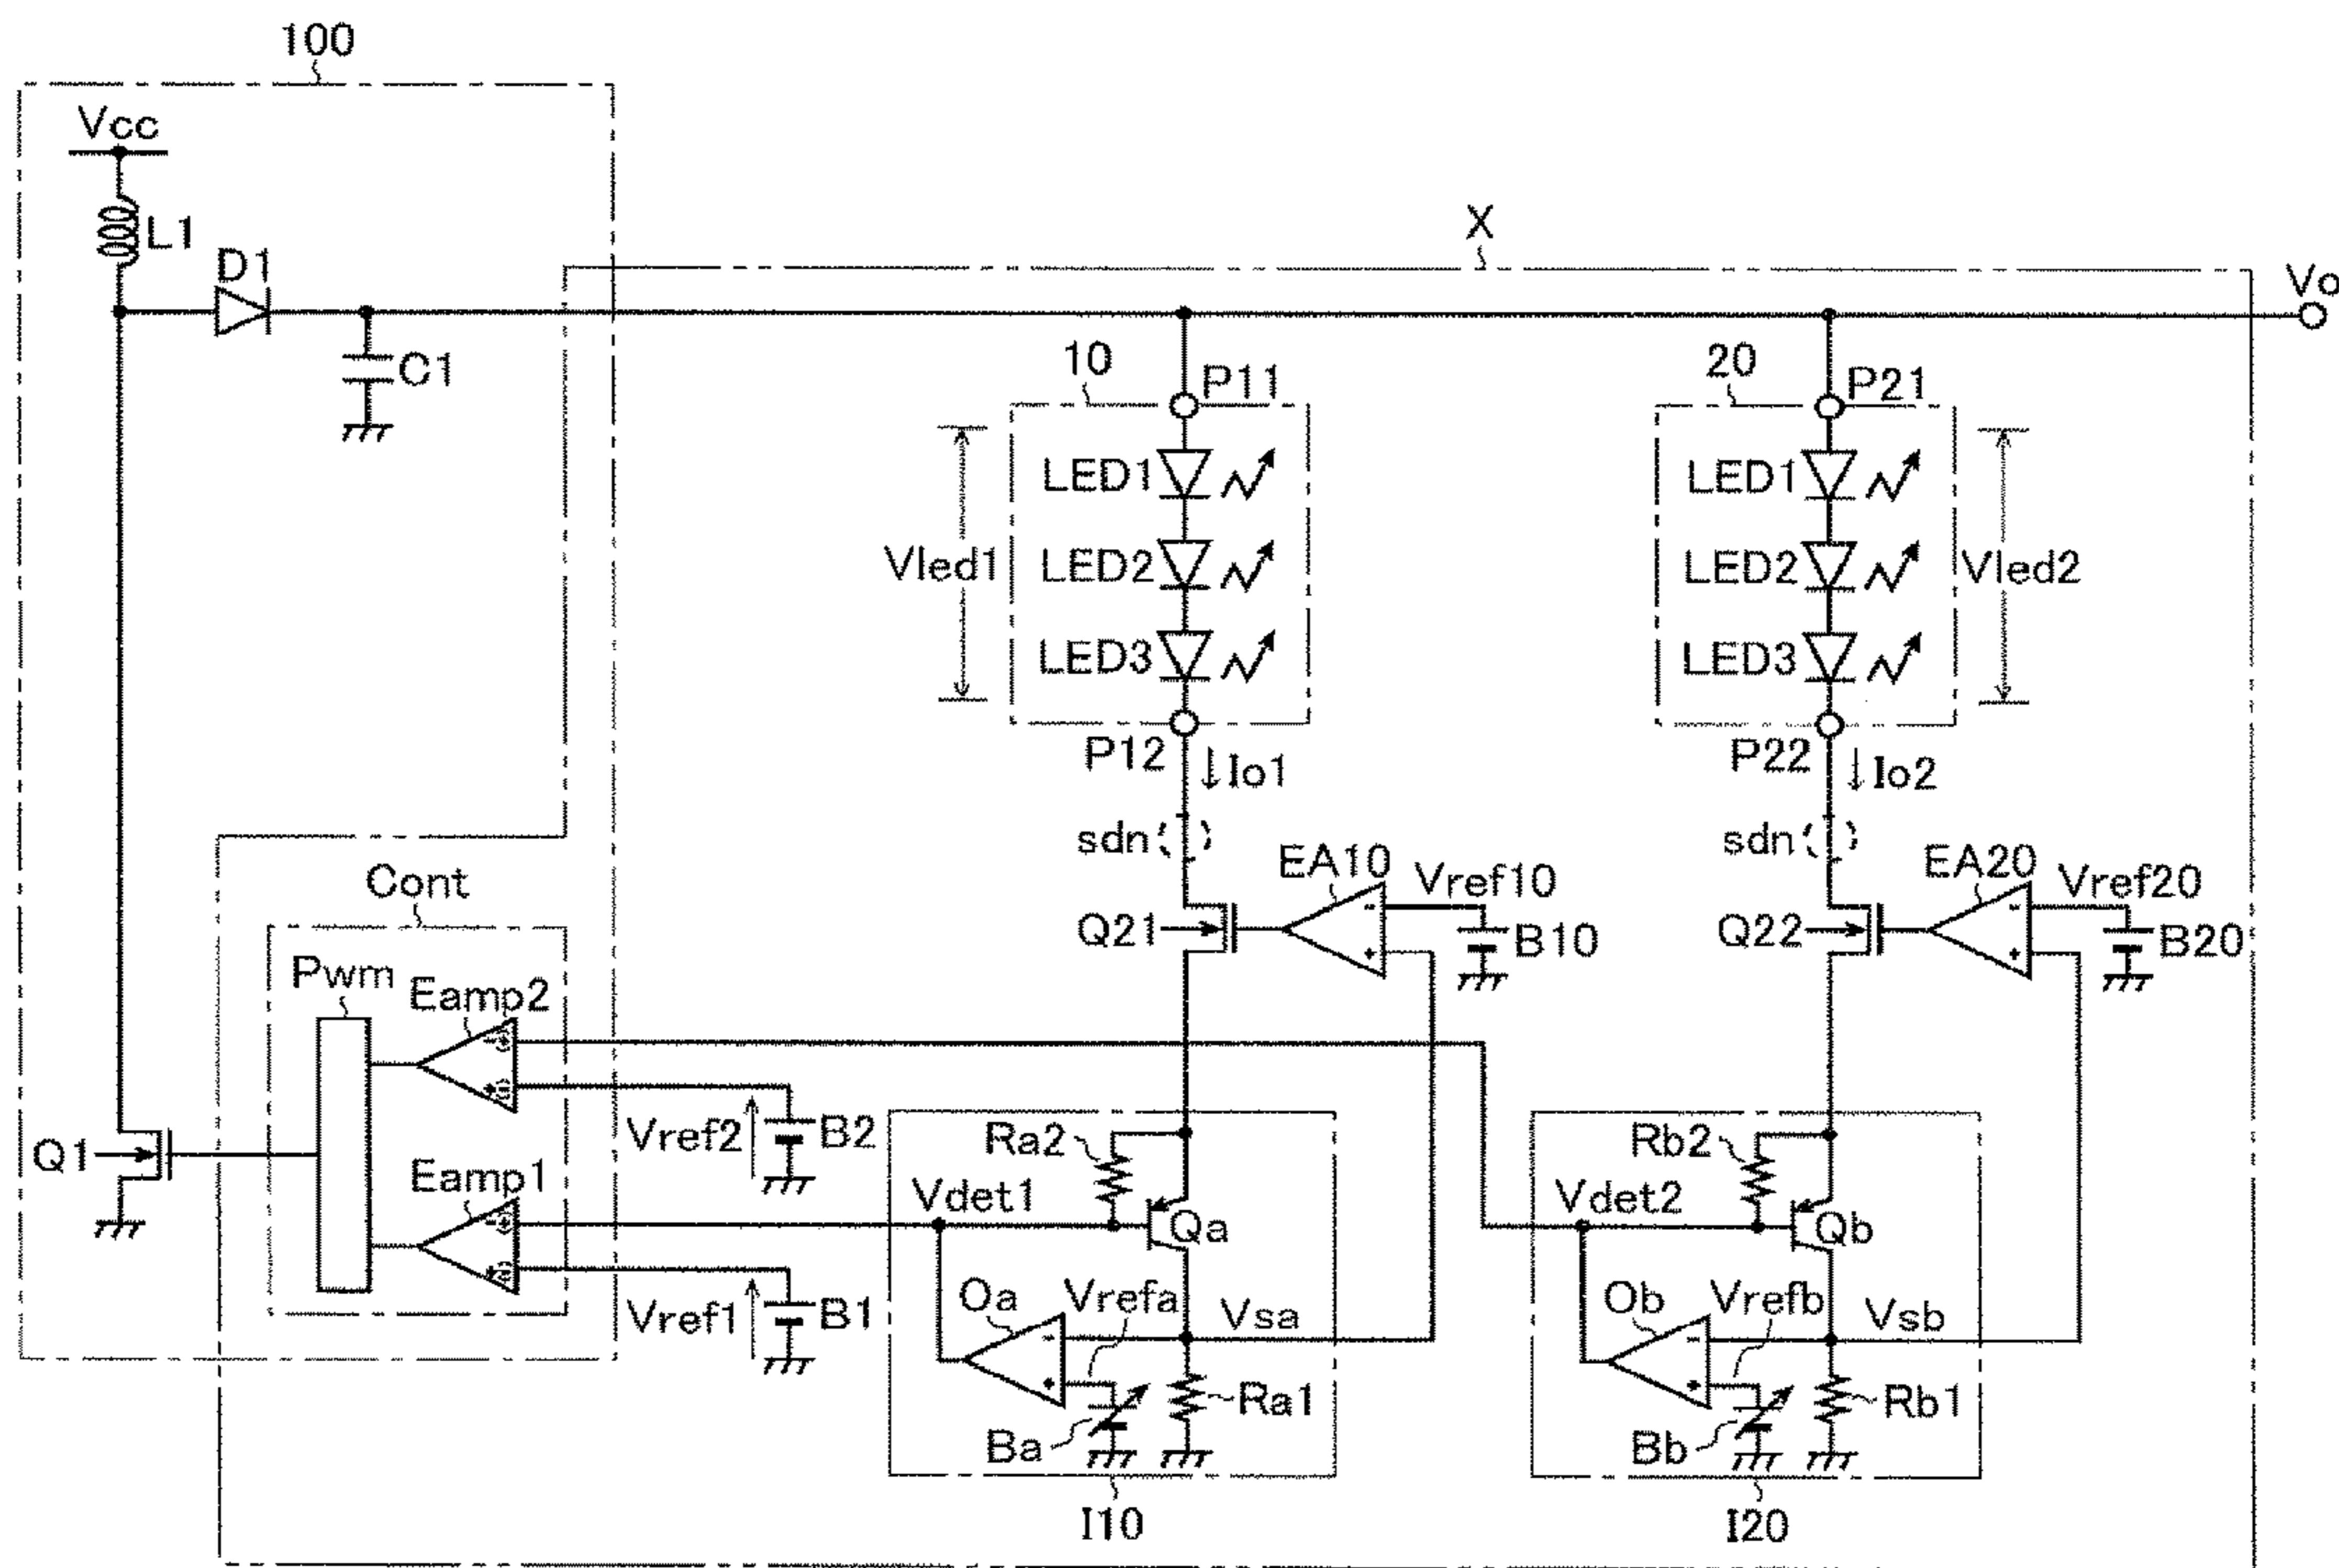 100
Vcc
L1
D1
C1
X
Vo
10
P11
LED1
LED2
LED3
Vled1
P12
Io1
sdn
20
P21
LED1
LED2
LED3
Vled2
P22
Io2
sdn
EA10
Vref10
- +
Q21
B10
EA20
Vref20
- +
Q22
B20
Cont
Pwm
Eamp2
-(+)
+(-)
Eamp1
-(+)
+(-)
Q1
Vref2
B2
Vref1
B1
Ra2
Vdet1
Qa
Oa
Vrefa
Vsa
- +
Ba
Ra1
I10
Rb2
Vdet2
Qb
Ob
Vrefb
Vsb
- +
Bb
Rb1
I20